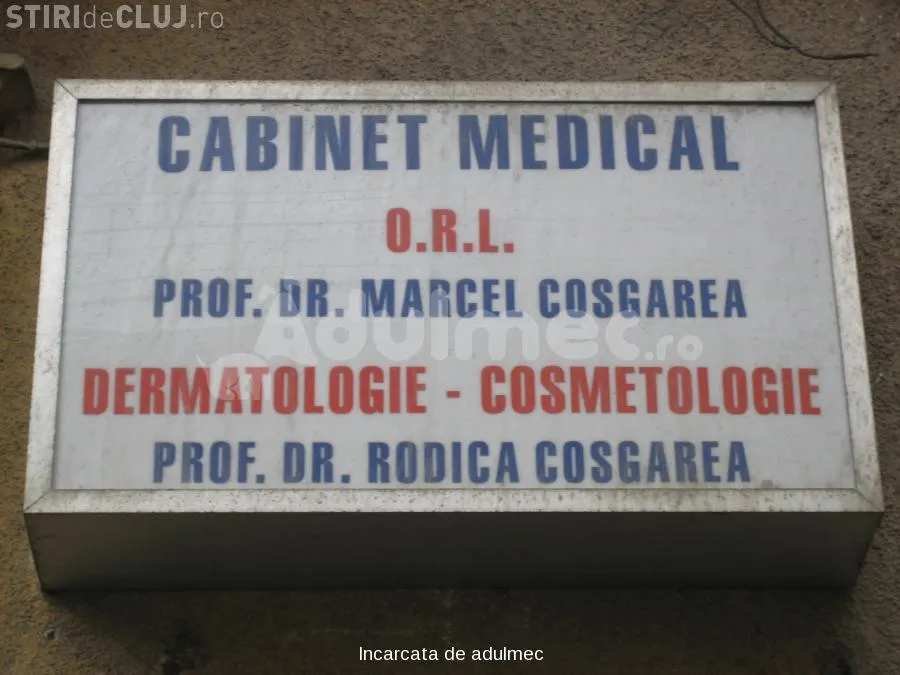 STIRIdeCLUJ.ro
CABINET MEDICAL
O.R.L.
PROF. DR. MARCEL COSGAREA
Adulmec.ro
DERMATOLOGIE - COSMETOLOGIE
PROF. DR. RODICA COSGAREA
Incarcata de adulmec